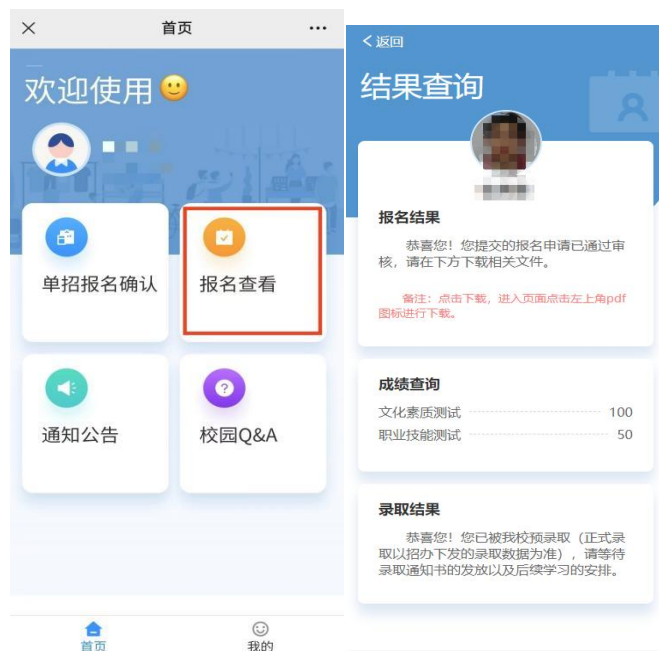 首页
欢迎使用
单招报名确认
报名查看
通知公告
校园Q&A
首页
我的
返回
结果查询
报名结果
恭喜您！您提交的报名申请已通过审
核，请在下方下载相关文件。
备注：点击下载，进入页面点击左上角pdf
图标进行下载。
成绩查询
文化素质测试 100
职业技能测试 50
录取结果
恭喜您！您已被我校预录取（正式录
取以招办下发的录取数据为准），请等待
录取通知书的发放以及后续学习的安排。